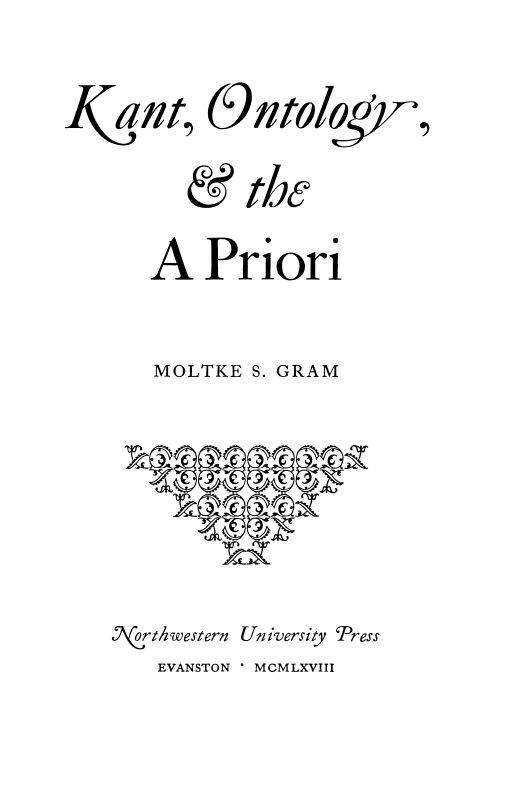 Kant, Ontology,
& the
A Priori
MOLTKE S. GRAM
Northwestern University Press
EVANSTON · MCMLXVIII